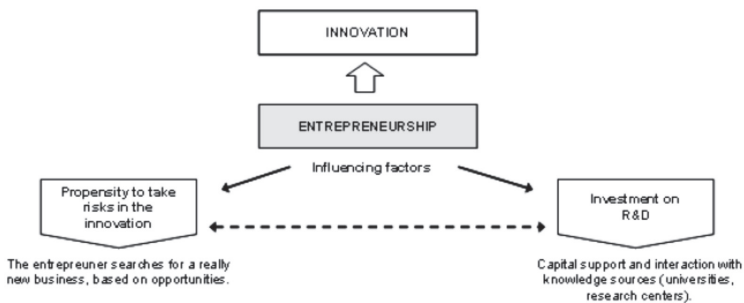 INNOVATION
ENTREPRENEURSHIP
Influencing factors
Propensity to take
risks in the
innovation
Investment on
R&D
The entrepreuner searches for a really
new business, based on opportunities.
Capital support and interaction with
knowledge sources (universities,
research centers).